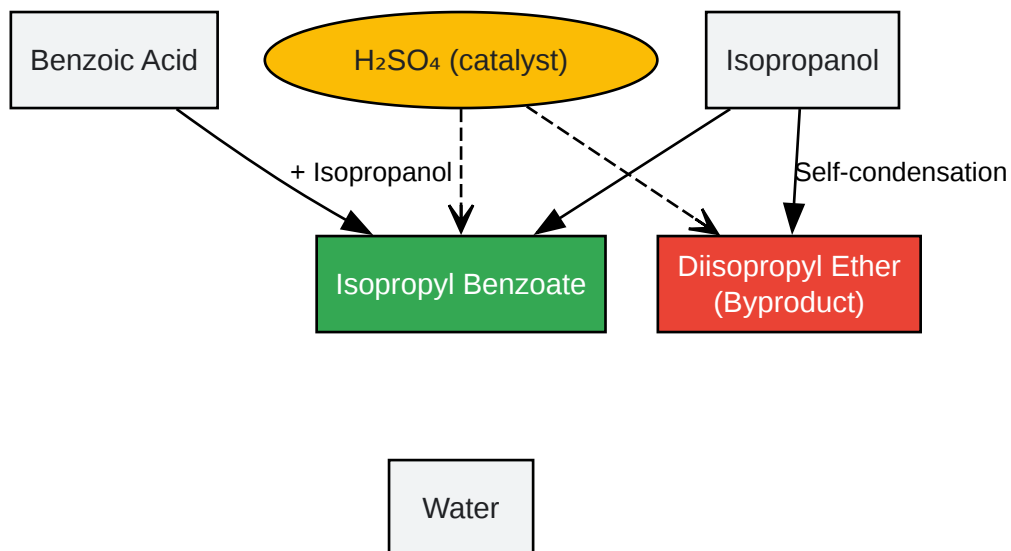 Benzoic Acid
H₂SO₄ (catalyst)
Isopropanol
+ Isopropanol
Self-condensation
Isopropyl Benzoate
Diisopropyl Ether
(Byproduct)
Water